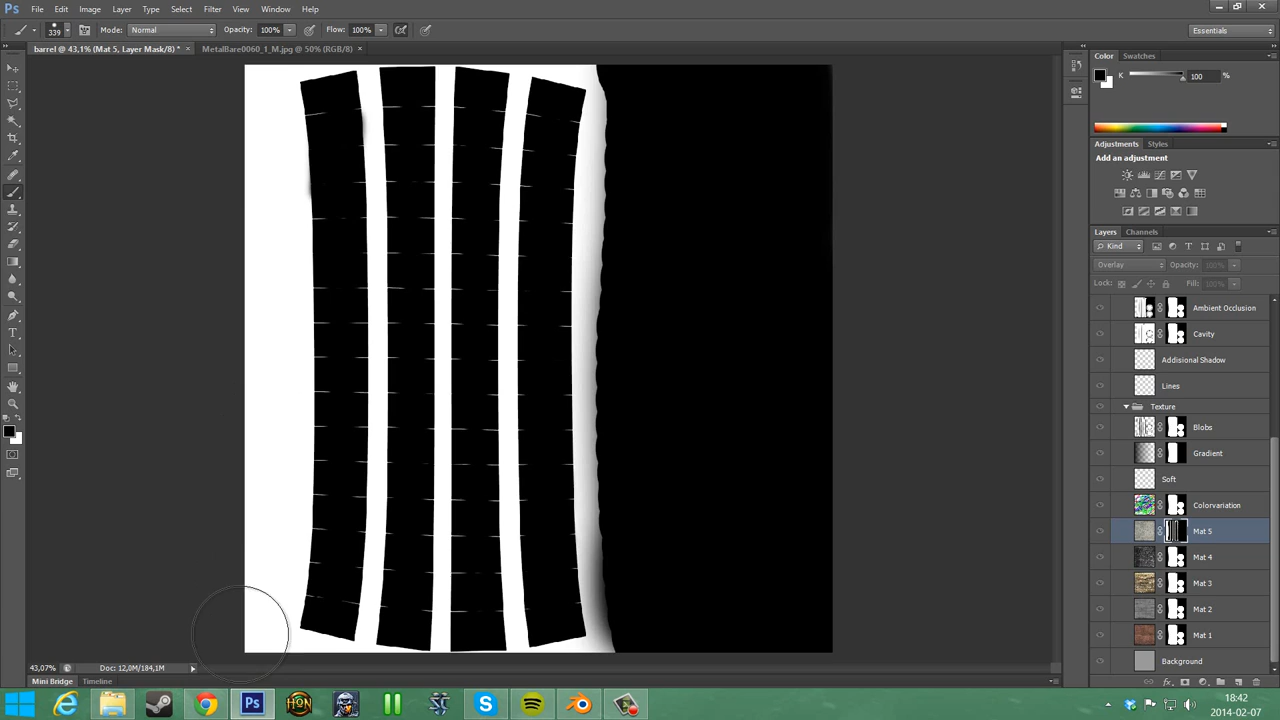 Ps File Edit Image Layer Type Select Filter View Window Help
339 Mode: Normal Opacity: 100% Flow: 100% Essentials
barrel @ 43,1% (Mat 5, Layer Mask/8) * × MetalBare0060_1_M.jpg @ 50% (RGB/8) ×
Color Swatches
K 100 %
Adjustments Styles
Add an adjustment
Layers Channels
Kind
Overlay Opacity: 100%
Lock: Fill: 100%
Ambient Occlusion
Cavity
Addisional Shadow
Lines
Texture
Blobs
Gradient
Soft
Colorvariation
Mat 5
Mat 4
Mat 3
Mat 2
Mat 1
Background
43,07% Doc: 12,0M/184,1M
Mini Bridge Timeline
fx
Ps HON
18:42
2014-02-07